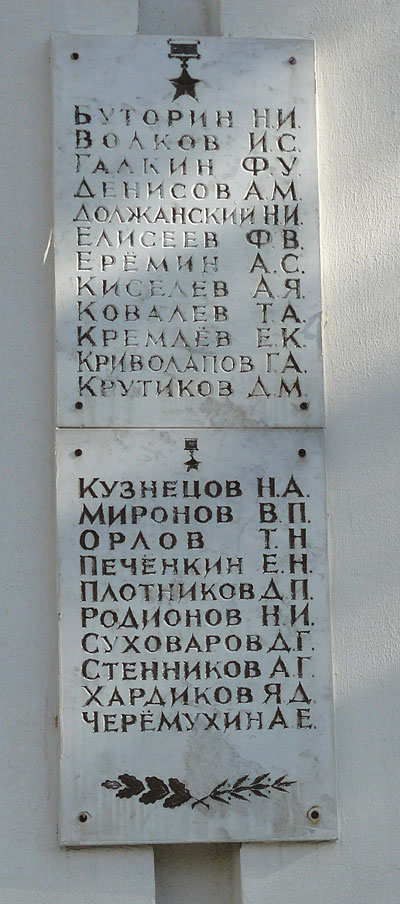 БУТОРИН Н.И.
ВОЛКОВ И.С.
ГАЛКИН Ф.У.
ДЕНИСОВ А.М.
ДОЛЖАНСКИЙ Н.И.
ЕЛИСЕЕВ Ф.В.
ЕРЁМИН А.С.
КИСЕЛЕВ А.Я.
КОВАЛЕВ Т.А.
КРЕМЛЁВ Е.К.
КРИВОЛАПОВ Г.А.
КРУТИКОВ Д.М.
КУЗНЕЦОВ Н.А.
МИРОНОВ В.П.
ОРЛОВ Т.Н
ПЕЧЁНКИН Е.Н.
ПЛОТНИКОВ Д.П.
РОДИОНОВ Н.И.
СУХОВАРОВ Д.Г.
СТЕННИКОВ А.Г.
ХАРДИКОВ Я.Д.
ЧЕРЁМУХИН А.Е.